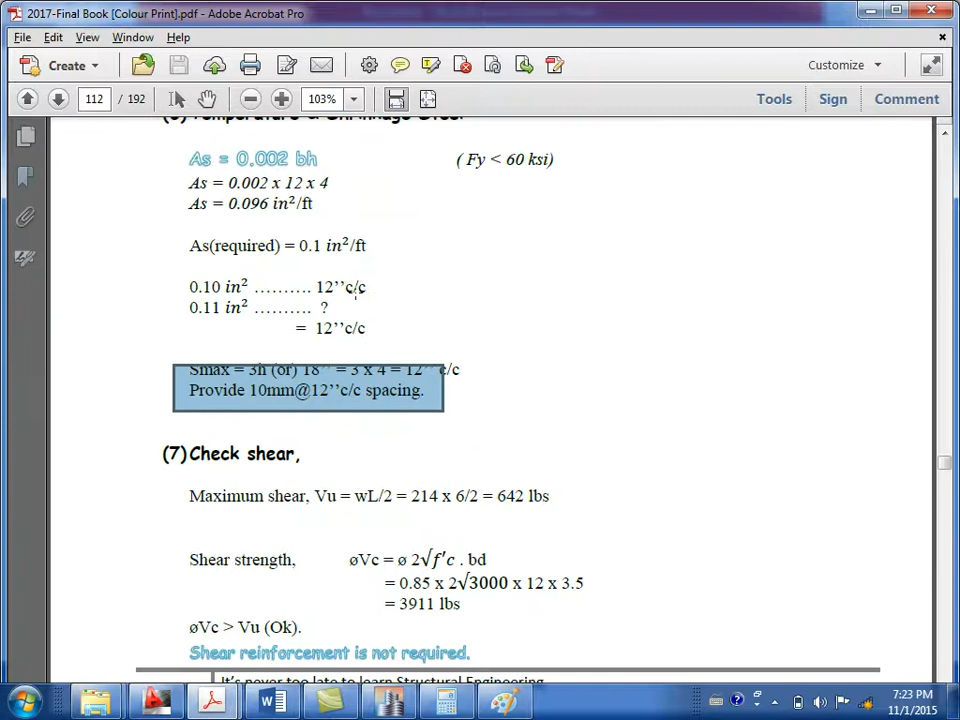 2017-Final Book [Colour Print].pdf - Adobe Acrobat Pro
File Edit View Window Help
Create
Customize
112 / 192
103%
Tools Sign Comment
(6) Temperature & Shrinkage Steel
As = 0.002 bh ( Fy < 60 ksi)
As = 0.002 x 12 x 4
As = 0.096 in²/ft
As(required) = 0.1 in²/ft
0.10 in² .......... 12’’c/c
0.11 in² .......... ?
= 12’’c/c
Smax = 3h (or) 18’’ = 3 x 4 = 12’’ c/c
Provide 10mm@12’’c/c spacing.
(7) Check shear,
Maximum shear, Vu = wL/2 = 214 x 6/2 = 642 lbs
Shear strength, øVc = ø 2√f′c . bd
= 0.85 x 2√3000 x 12 x 3.5
= 3911 lbs
øVc > Vu (Ok).
Shear reinforcement is not required.
It’s never too late to learn Structural Engineering
7:23 PM
11/1/2015